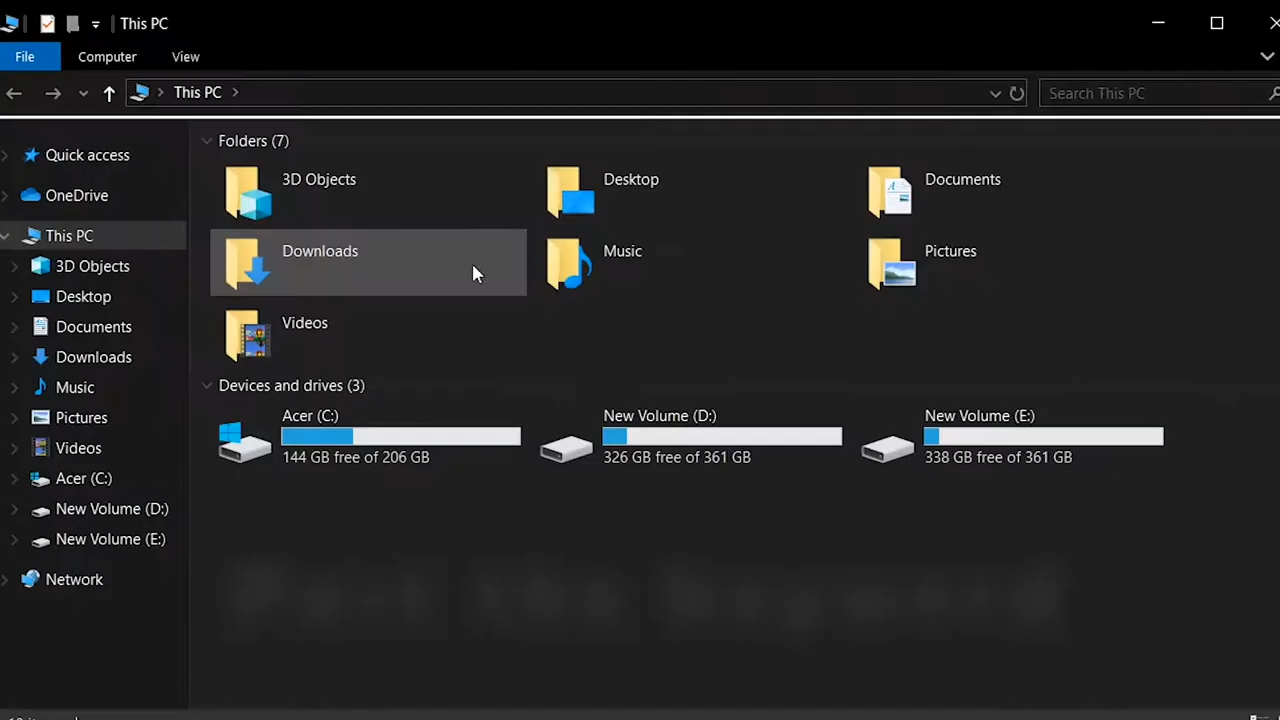 This PC
File Computer View
This PC
Search This PC
Quick access
OneDrive
This PC
3D Objects
Desktop
Documents
Downloads
Music
Pictures
Videos
Acer (C:)
New Volume (D:)
New Volume (E:)
Network
Folders (7)
3D Objects
Desktop
Documents
Downloads
Music
Pictures
Videos
Devices and drives (3)
Acer (C:)
144 GB free of 206 GB
New Volume (D:)
326 GB free of 361 GB
New Volume (E:)
338 GB free of 361 GB